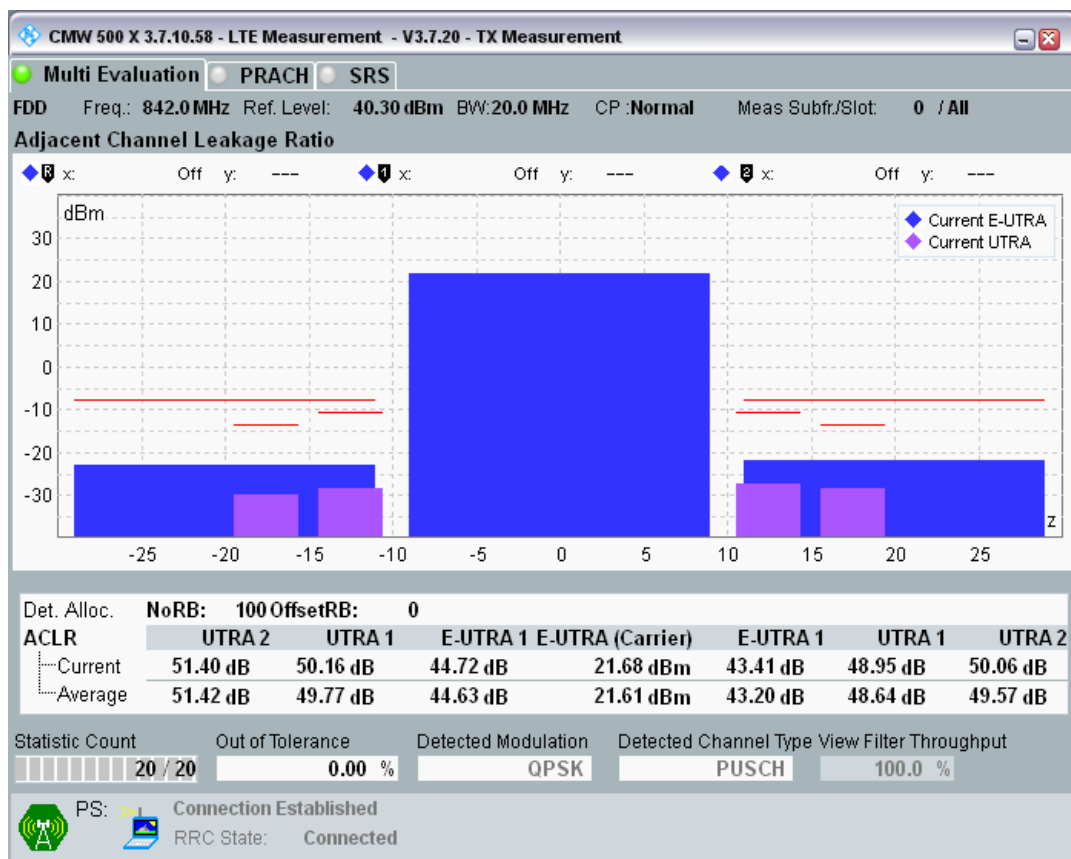 CMW 500 X 3.7.10.58 - LTE Measurement - V3.7.20 - TX Measurement
Multi Evaluation PRACH SRS
FDD Freq.: 842.0 MHz Ref. Level: 40.30 dBm BW:20.0 MHz CP :Normal Meas Subfr./Slot: 0 / All
Adjacent Channel Leakage Ratio
R x: Off y: --- 1 x: Off y: --- 2 x: Off y: ---
dBm
Current E-UTRA
Current UTRA
30
20
10
0
-10
-20
-30
z
-25 -20 -15 -10 -5 0 5 10 15 20 25
Det. Alloc. NoRB: 100 OffsetRB: 0
ACLR UTRA 2 UTRA 1 E-UTRA 1 E-UTRA (Carrier) E-UTRA 1 UTRA 1 UTRA 2
Current 51.40 dB 50.16 dB 44.72 dB 21.68 dBm 43.41 dB 48.95 dB 50.06 dB
Average 51.42 dB 49.77 dB 44.63 dB 21.61 dBm 43.20 dB 48.64 dB 49.57 dB
Statistic Count Out of Tolerance Detected Modulation Detected Channel Type View Filter Throughput
20 / 20 0.00 % QPSK PUSCH 100.0 %
PS: Connection Established
RRC State: Connected